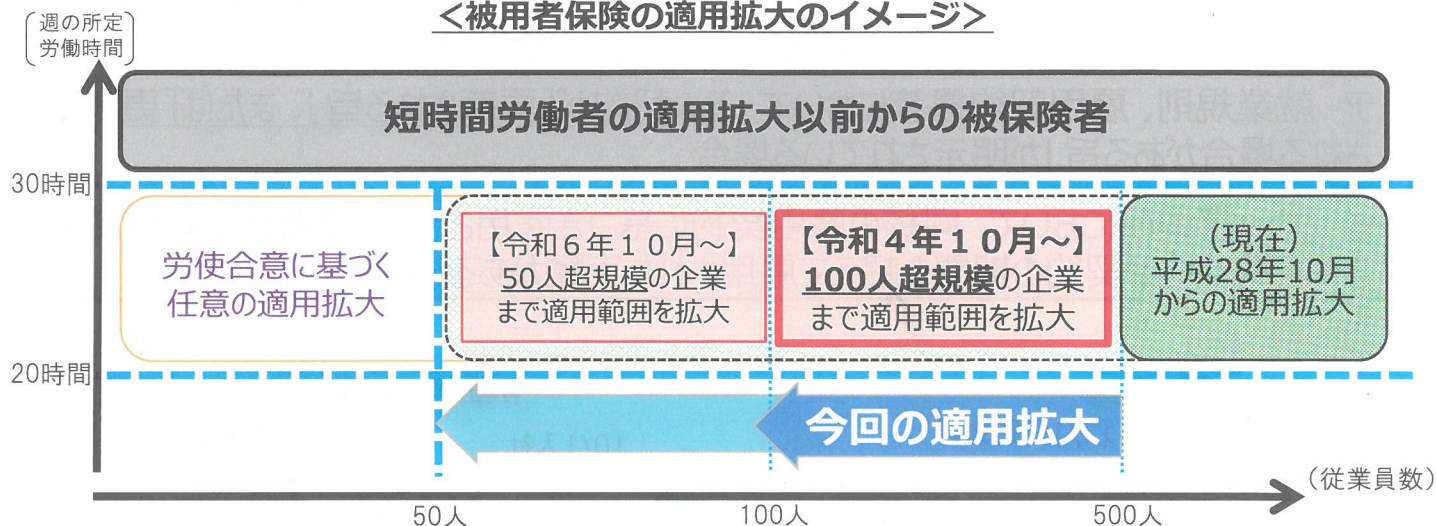 <被用者保険の適用拡大のイメージ>
週の所定
労働時間
短時間労働者の適用拡大以前からの被保険者
30時間
労使合意に基づく
任意の適用拡大
【令和6年10月~】
50人超規模の企業
まで適用範囲を拡大
【令和4年10月~】
100人超規模の企業
まで適用範囲を拡大
(現在)
平成28年10月
からの適用拡大
20時間
今回の適用拡大
(従業員数)
50人
100人
500人